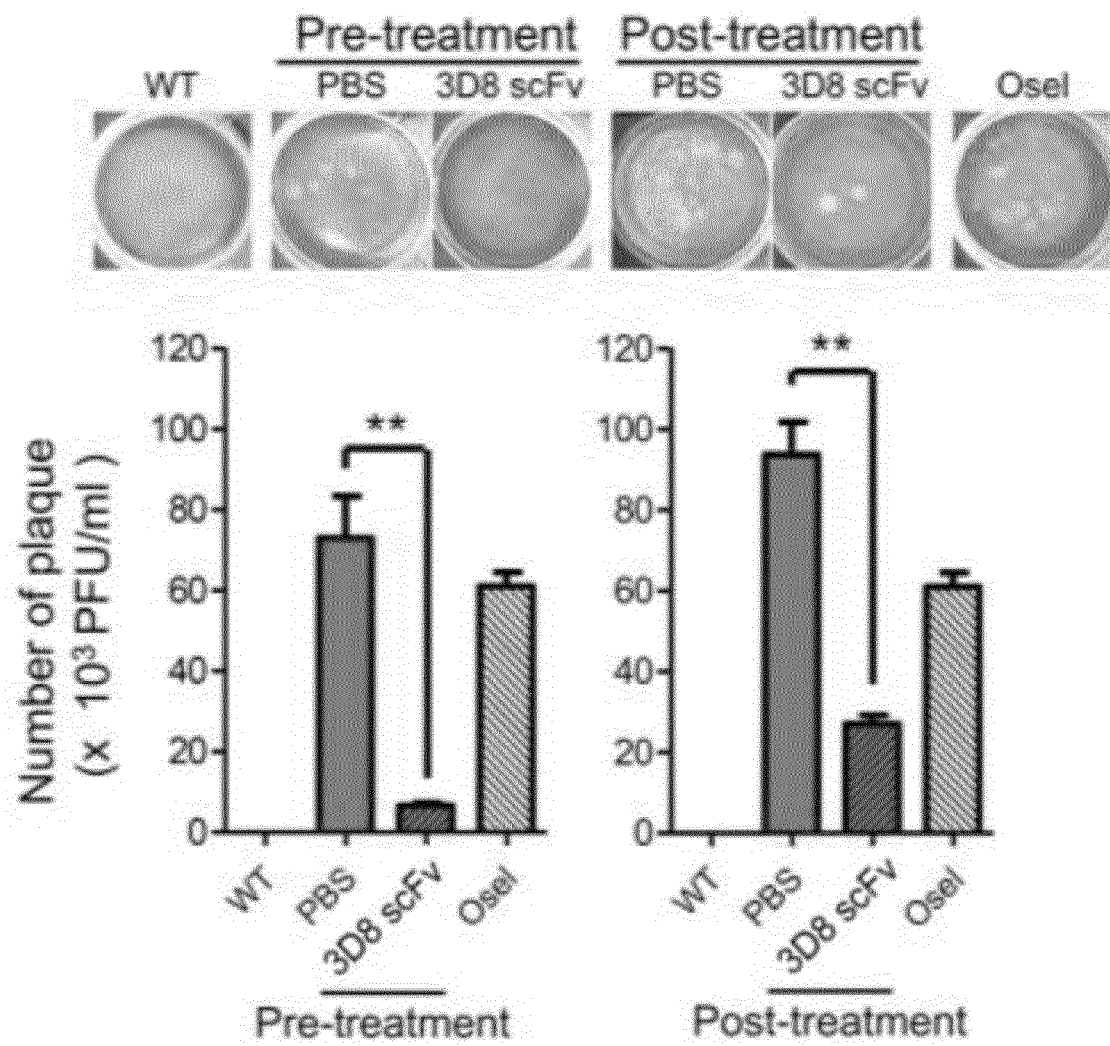 Pre-treatment Post-treatment
WT PBS 3D8 scFv PBS 3D8 scFv Osel
Number of plaque
(x 10³ PFU/ml )
120
100
80
60
40
20
0
**
WT PBS 3D8 scFv Osel
Pre-treatment
120
100
80
60
40
20
0
**
WT PBS 3D8 scFv Osel
Post-treatment